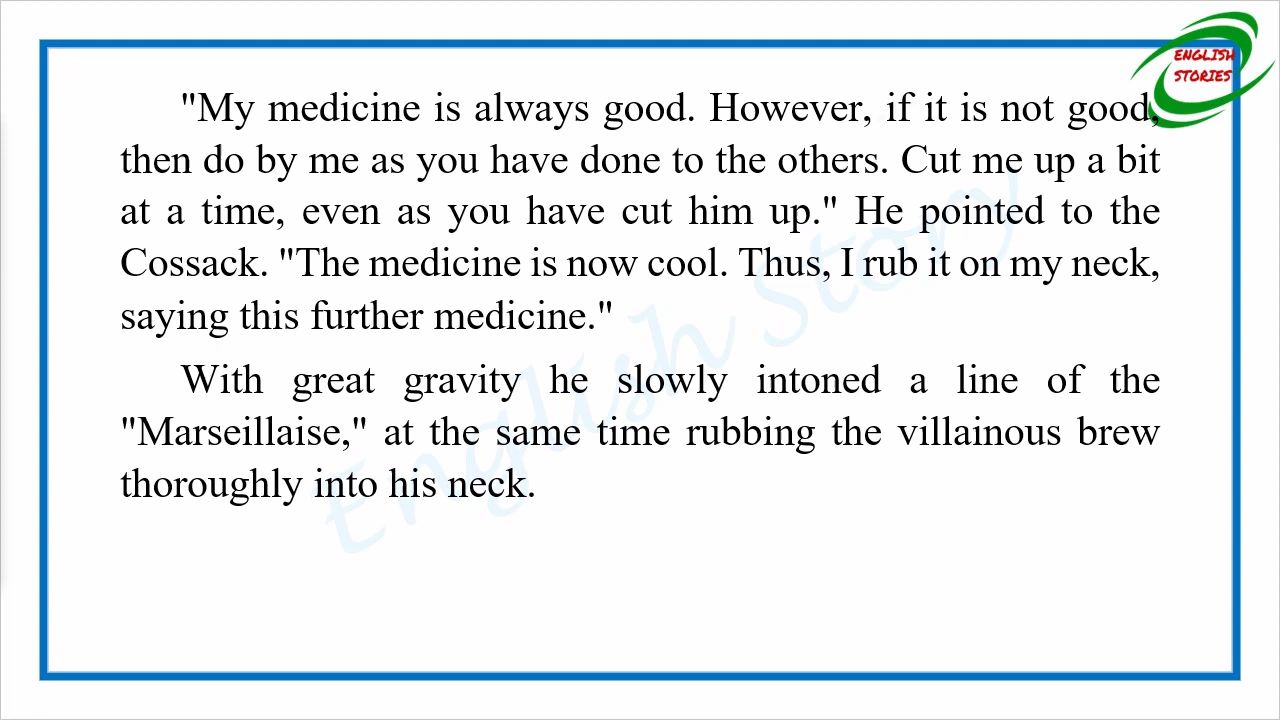 ENGLISH
STORIES
"My medicine is always good. However, if it is not good,
then do by me as you have done to the others. Cut me up a bit
at a time, even as you have cut him up." He pointed to the
Cossack. "The medicine is now cool. Thus, I rub it on my neck,
saying this further medicine."
With great gravity he slowly intoned a line of the
"Marseillaise," at the same time rubbing the villainous brew
thoroughly into his neck.
English Story